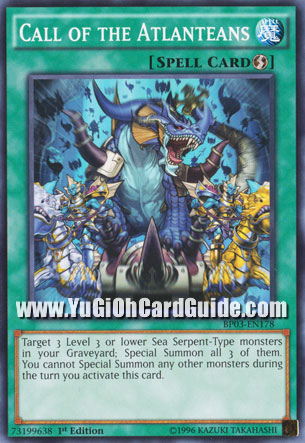 CALL OF THE ATLANTEANS
魔
[SPELL CARD]
www.YuGiOhCardGuide.com
BP03-EN178
Target 3 Level 3 or lower Sea Serpent-Type monsters
in your Graveyard; Special Summon all 3 of them.
You cannot Special Summon any other monsters during
the turn you activate this card.
73199638 1st Edition ©1996 KAZUKI TAKAHASHI